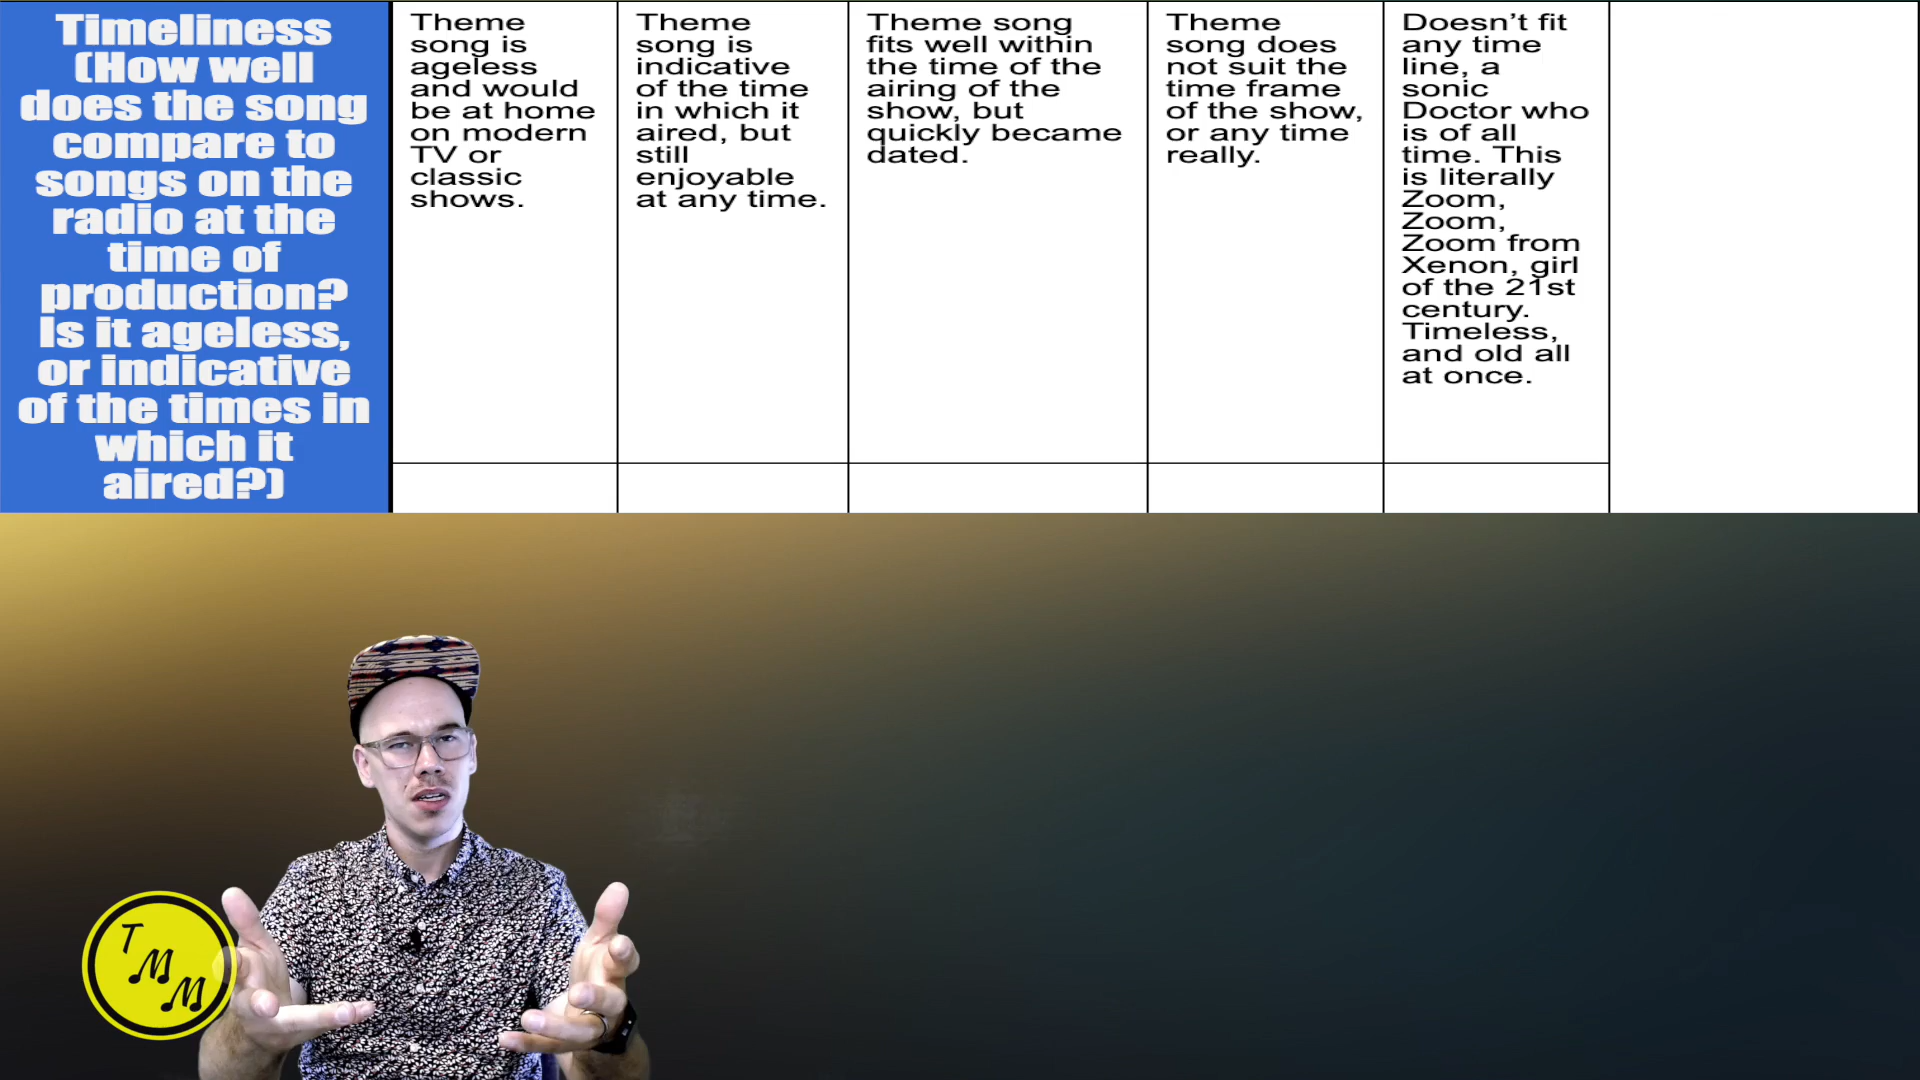 Timeliness
(How well
does the song
compare to
songs on the
radio at the
time of
production?
Is it ageless,
or indicative
of the times in
which it
aired?)
Theme
song is
ageless
and would
be at home
on modern
TV or
classic
shows.
Theme
song is
indicative
of the time
in which it
aired, but
still
enjoyable
at any time.
Theme song
fits well within
the time of the
airing of the
show, but
quickly became
dated.
Theme
song does
not suit the
time frame
of the show,
or any time
really.
Doesn’t fit
any time
line, a
sonic
Doctor who
is of all
time. This
is literally
Zoom,
Zoom,
Zoom from
Xenon, girl
of the 21st
century.
Timeless,
and old all
at once.
T
M
M